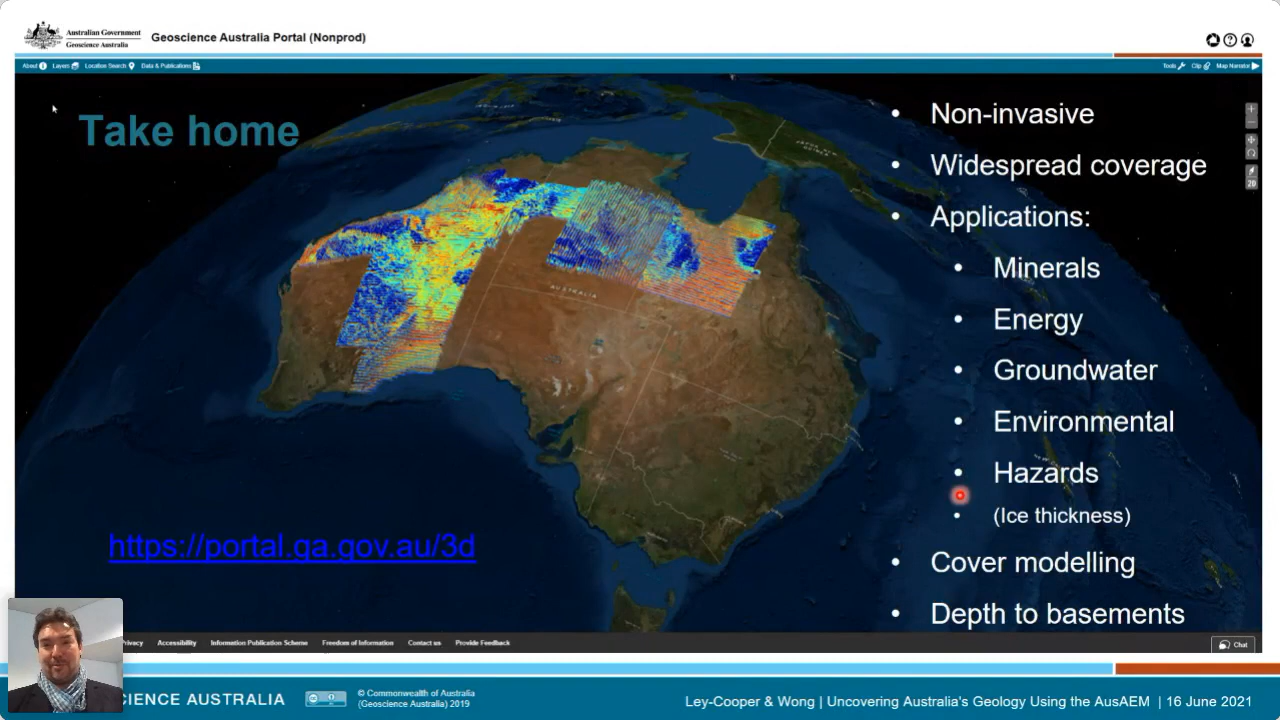 Australian Government
Geoscience Australia
Geoscience Australia Portal (Nonprod)
About Layers Location Search Data & Publications
Tools Clip Map Narrator
Take home
• Non-invasive
• Widespread coverage
• Applications:
• Minerals
• Energy
• Groundwater
• Environmental
• Hazards
• (Ice thickness)
• Cover modelling
• Depth to basements
2D
AUSTRALIA
https://portal.ga.gov.au/3d
Privacy Accessibility Information Publication Scheme Freedom of Information Contact us Provide Feedback
Chat
CIENCE AUSTRALIA
© Commonwealth of Australia
(Geoscience Australia) 2019
Ley-Cooper & Wong | Uncovering Australia's Geology Using the AusAEM | 16 June 2021